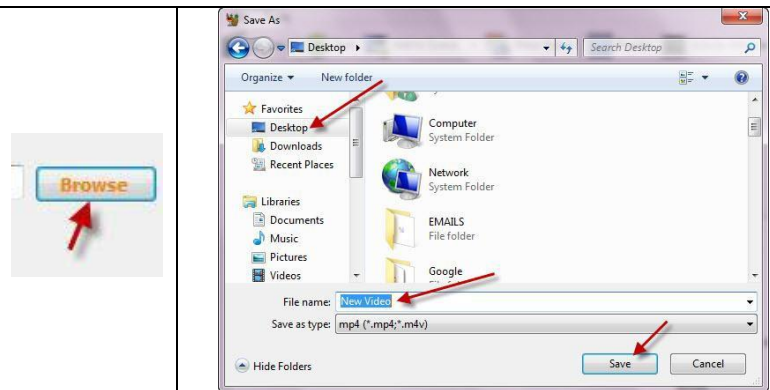 Browse
Save As
Desktop
Search Desktop
Organize
New folder
Favorites
Desktop
Downloads
Recent Places
Libraries
Documents
Music
Pictures
Videos
Computer
System Folder
Network
System Folder
EMAILS
File folder
Google
File name: New Video
Save as type: mp4 (*.mp4;*.m4v)
Hide Folders
Save
Cancel